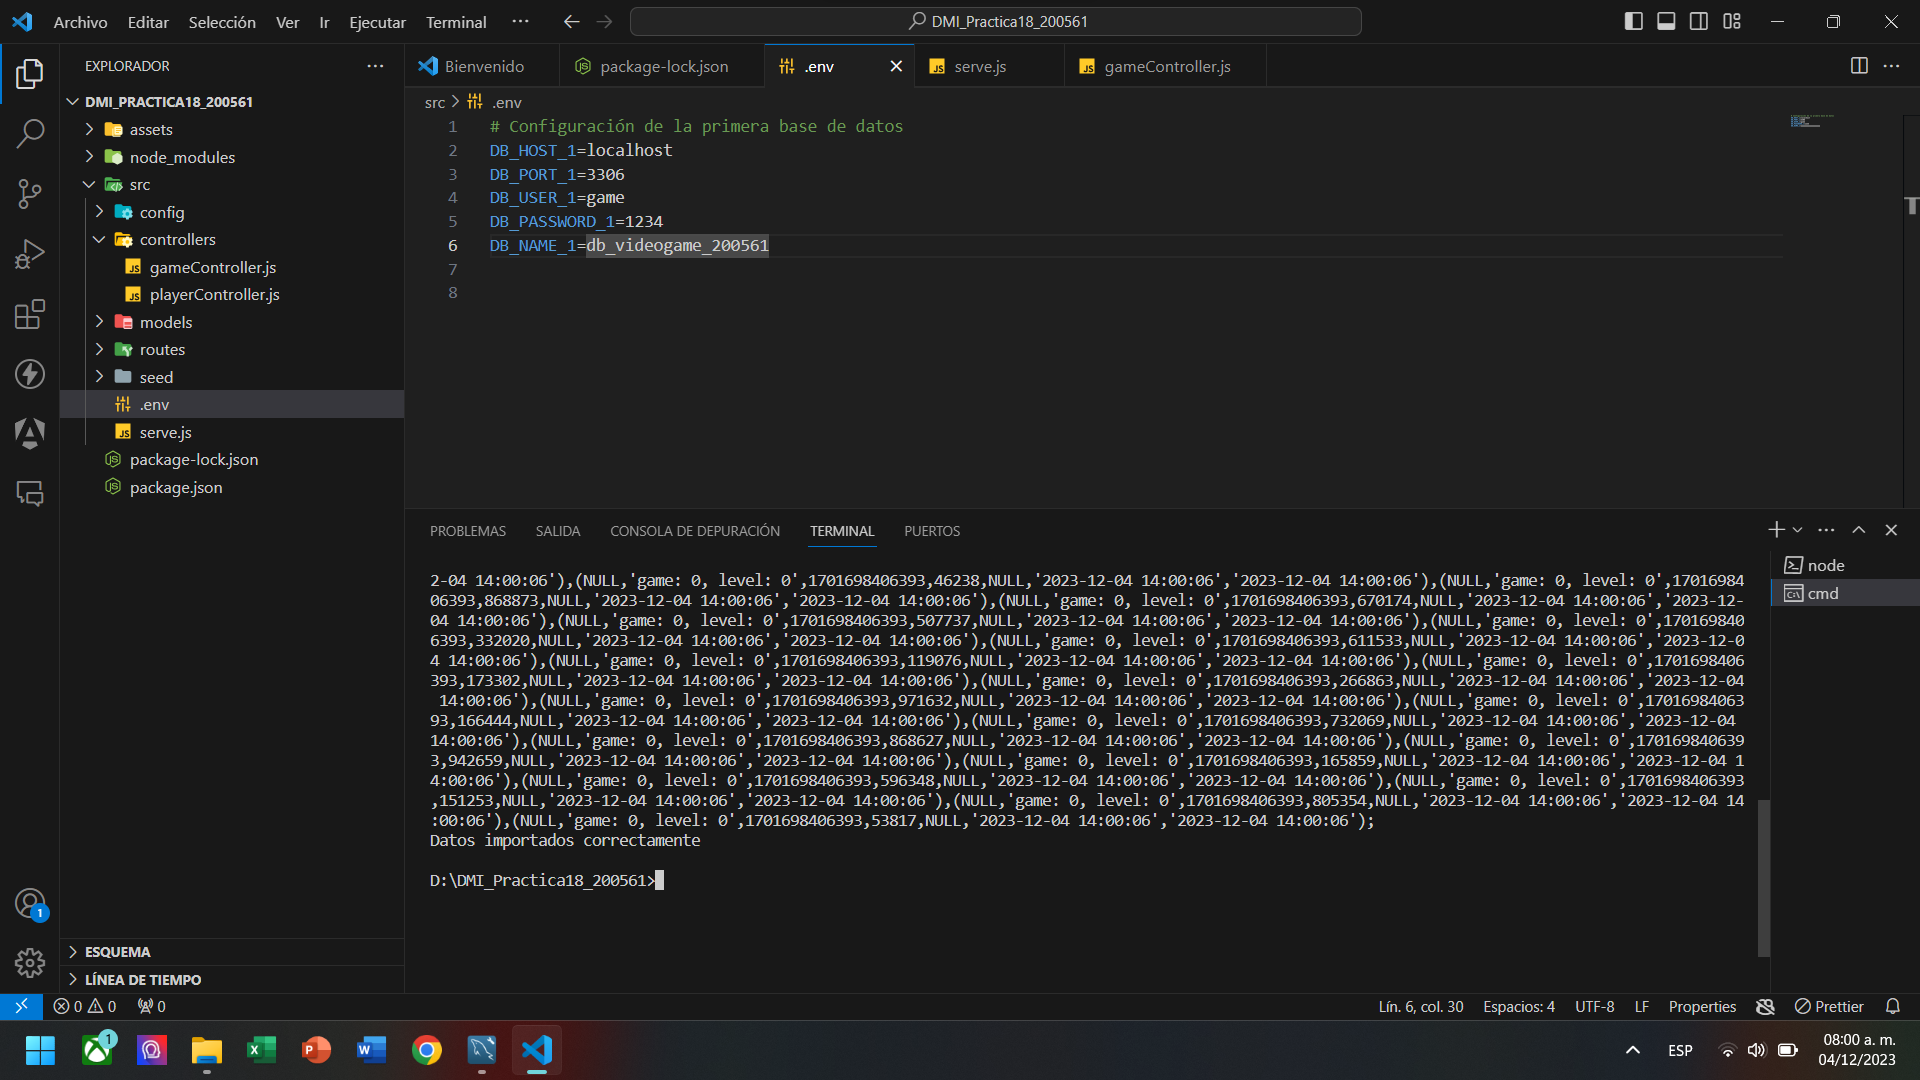 Archivo Editar Selección Ver Ir Ejecutar Terminal ··· DMI_Practica18_200561
EXPLORADOR
DMI_PRACTICA18_200561
assets
node_modules
src
config
controllers
gameController.js
playerController.js
models
routes
seed
.env
serve.js
package-lock.json
package.json
ESQUEMA
LÍNEA DE TIEMPO
Bienvenido package-lock.json .env serve.js gameController.js
src > .env
1 # Configuración de la primera base de datos
2 DB_HOST_1=localhost
3 DB_PORT_1=3306
4 DB_USER_1=game
5 DB_PASSWORD_1=1234
6 DB_NAME_1=db_videogame_200561
7
8
PROBLEMAS SALIDA CONSOLA DE DEPURACIÓN TERMINAL PUERTOS
2-04 14:00:06'),(NULL,'game: 0, level: 0',1701698406393,46238,NULL,'2023-12-04 14:00:06','2023-12-04 14:00:06'),(NULL,'game: 0, level: 0',17016984
06393,868873,NULL,'2023-12-04 14:00:06','2023-12-04 14:00:06'),(NULL,'game: 0, level: 0',1701698406393,670174,NULL,'2023-12-04 14:00:06','2023-12-
04 14:00:06'),(NULL,'game: 0, level: 0',1701698406393,507737,NULL,'2023-12-04 14:00:06','2023-12-04 14:00:06'),(NULL,'game: 0, level: 0',170169840
6393,332020,NULL,'2023-12-04 14:00:06','2023-12-04 14:00:06'),(NULL,'game: 0, level: 0',1701698406393,611533,NULL,'2023-12-04 14:00:06','2023-12-0
4 14:00:06'),(NULL,'game: 0, level: 0',1701698406393,119076,NULL,'2023-12-04 14:00:06','2023-12-04 14:00:06'),(NULL,'game: 0, level: 0',1701698406
393,173302,NULL,'2023-12-04 14:00:06','2023-12-04 14:00:06'),(NULL,'game: 0, level: 0',1701698406393,266863,NULL,'2023-12-04 14:00:06','2023-12-04
 14:00:06'),(NULL,'game: 0, level: 0',1701698406393,971632,NULL,'2023-12-04 14:00:06','2023-12-04 14:00:06'),(NULL,'game: 0, level: 0',17016984063
93,166444,NULL,'2023-12-04 14:00:06','2023-12-04 14:00:06'),(NULL,'game: 0, level: 0',1701698406393,732069,NULL,'2023-12-04 14:00:06','2023-12-04 
14:00:06'),(NULL,'game: 0, level: 0',1701698406393,868627,NULL,'2023-12-04 14:00:06','2023-12-04 14:00:06'),(NULL,'game: 0, level: 0',170169840639
3,942659,NULL,'2023-12-04 14:00:06','2023-12-04 14:00:06'),(NULL,'game: 0, level: 0',1701698406393,165859,NULL,'2023-12-04 14:00:06','2023-12-04 1
4:00:06'),(NULL,'game: 0, level: 0',1701698406393,596348,NULL,'2023-12-04 14:00:06','2023-12-04 14:00:06'),(NULL,'game: 0, level: 0',1701698406393
,151253,NULL,'2023-12-04 14:00:06','2023-12-04 14:00:06'),(NULL,'game: 0, level: 0',1701698406393,805354,NULL,'2023-12-04 14:00:06','2023-12-04 14
:00:06'),(NULL,'game: 0, level: 0',1701698406393,53817,NULL,'2023-12-04 14:00:06','2023-12-04 14:00:06');
Datos importados correctamente
D:\DMI_Practica18_200561>
node
cmd
1
0 0 0 Lín. 6, col. 30 Espacios: 4 UTF-8 LF Properties Prettier
1 ESP 08:00 a. m.
04/12/2023